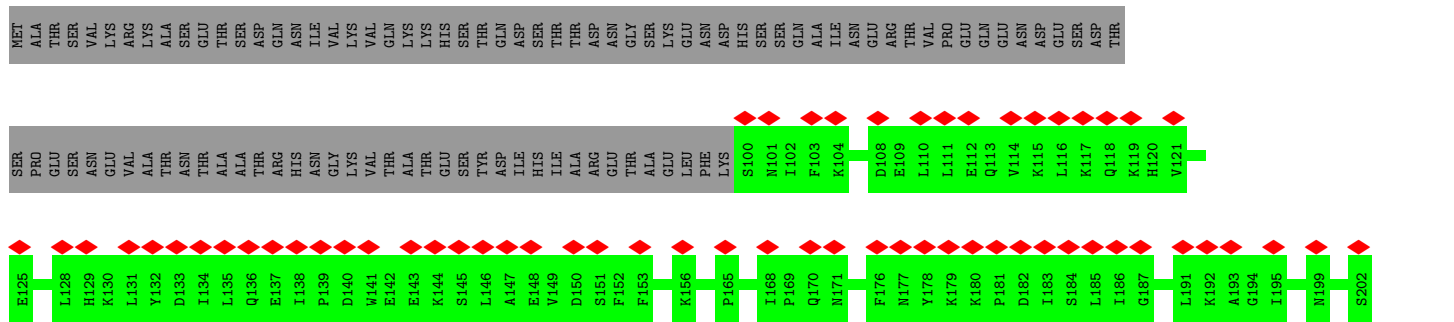 MET ALA THR SER VAL LYS ARG LYS ALA SER GLU THR SER ASP GLN ASN ILE VAL LYS VAL GLN LYS LYS HIS SER THR GLN ASP SER THR THR ASP ASN GLY SER LYS GLU ASN ASP HIS SER SER GLN ALA ILE ASN GLU ARG THR VAL PRO GLU GLN GLU ASN ASP GLU SER ASP THR
SER PRO GLU SER ASN GLU VAL ALA THR ASN THR ALA ALA THR ARG HIS ASN GLY LYS VAL THR ALA THR GLU SER TYR ASP ILE HIS ILE ALA ARG GLU THR ALA GLU LEU PHE LYS S100 N101 I102 F103 K104 D108 E109 L110 L111 E112 Q113 V114 K115 L116 K117 Q118 K119 H120 V121
E125 L128 H129 K130 L131 Y132 D133 I134 L135 Q136 E137 I138 P139 D140 W141 E142 E143 K144 S145 L146 A147 E148 V149 D150 S151 F152 F153 K156 P165 I168 P169 Q170 N171 F176 N177 Y178 K179 K180 P181 D182 I183 S184 L185 I186 G187 L191 K192 A193 G194 I195 N199 S202